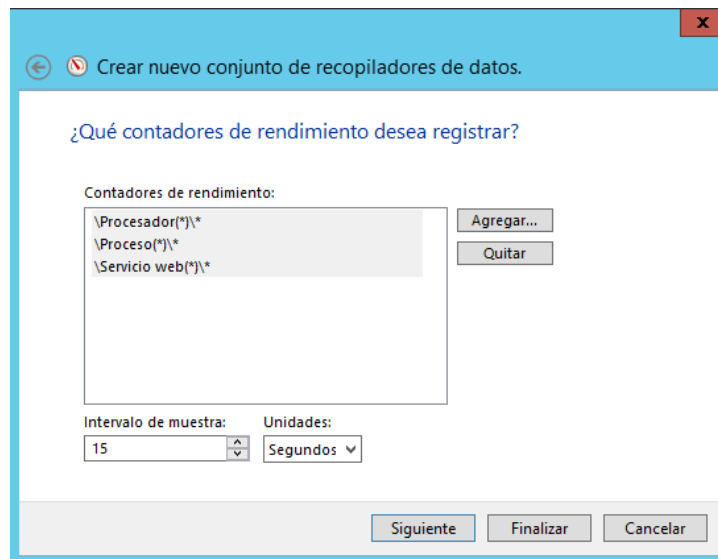 x
Crear nuevo conjunto de recopiladores de datos.
¿Qué contadores de rendimiento desea registrar?
Contadores de rendimiento:
\Procesador(*)\*
\Proceso(*)\*
\Servicio web(*)\*
Agregar...
Quitar
Intervalo de muestra: Unidades:
15 Segundos
Siguiente Finalizar Cancelar